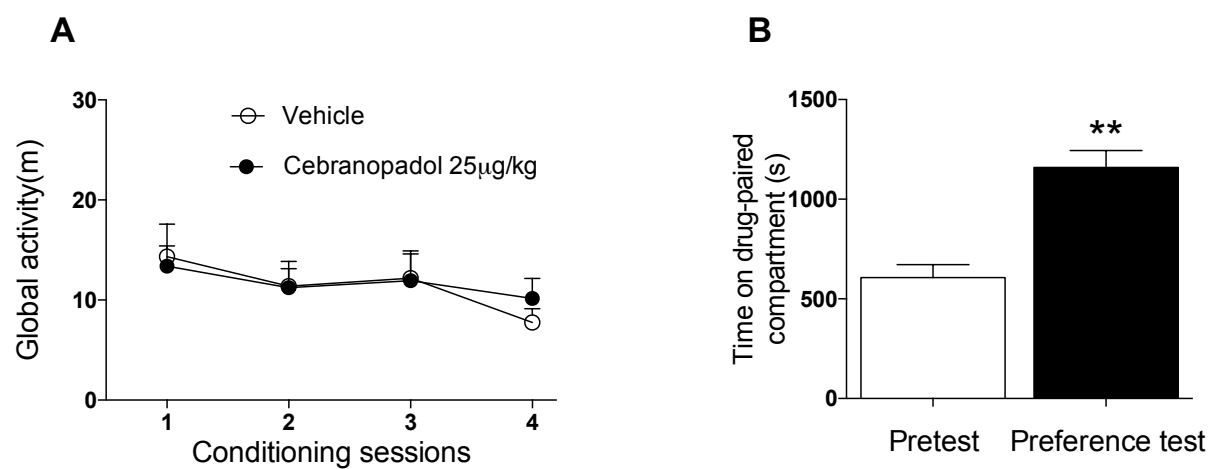 A
Global activity(m)
30
20
10
0
Vehicle
Cebranopadol 25μg/kg
1 2 3 4
Conditioning sessions
B
Time on drug-paired
compartment (s)
1500
1000
500
0
**
Pretest Preference test